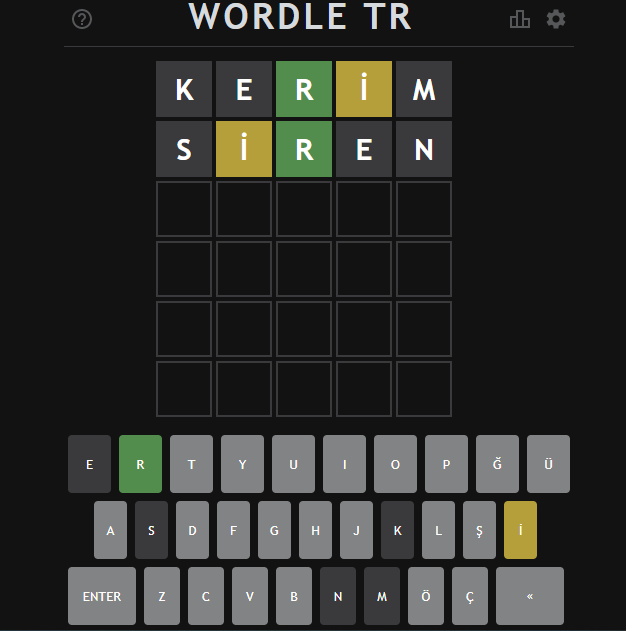 WORDLE TR
K E R İ M
S İ R E N
E R T Y U I O P Ğ Ü
A S D F G H J K L Ş İ
ENTER Z C V B N M Ö Ç «